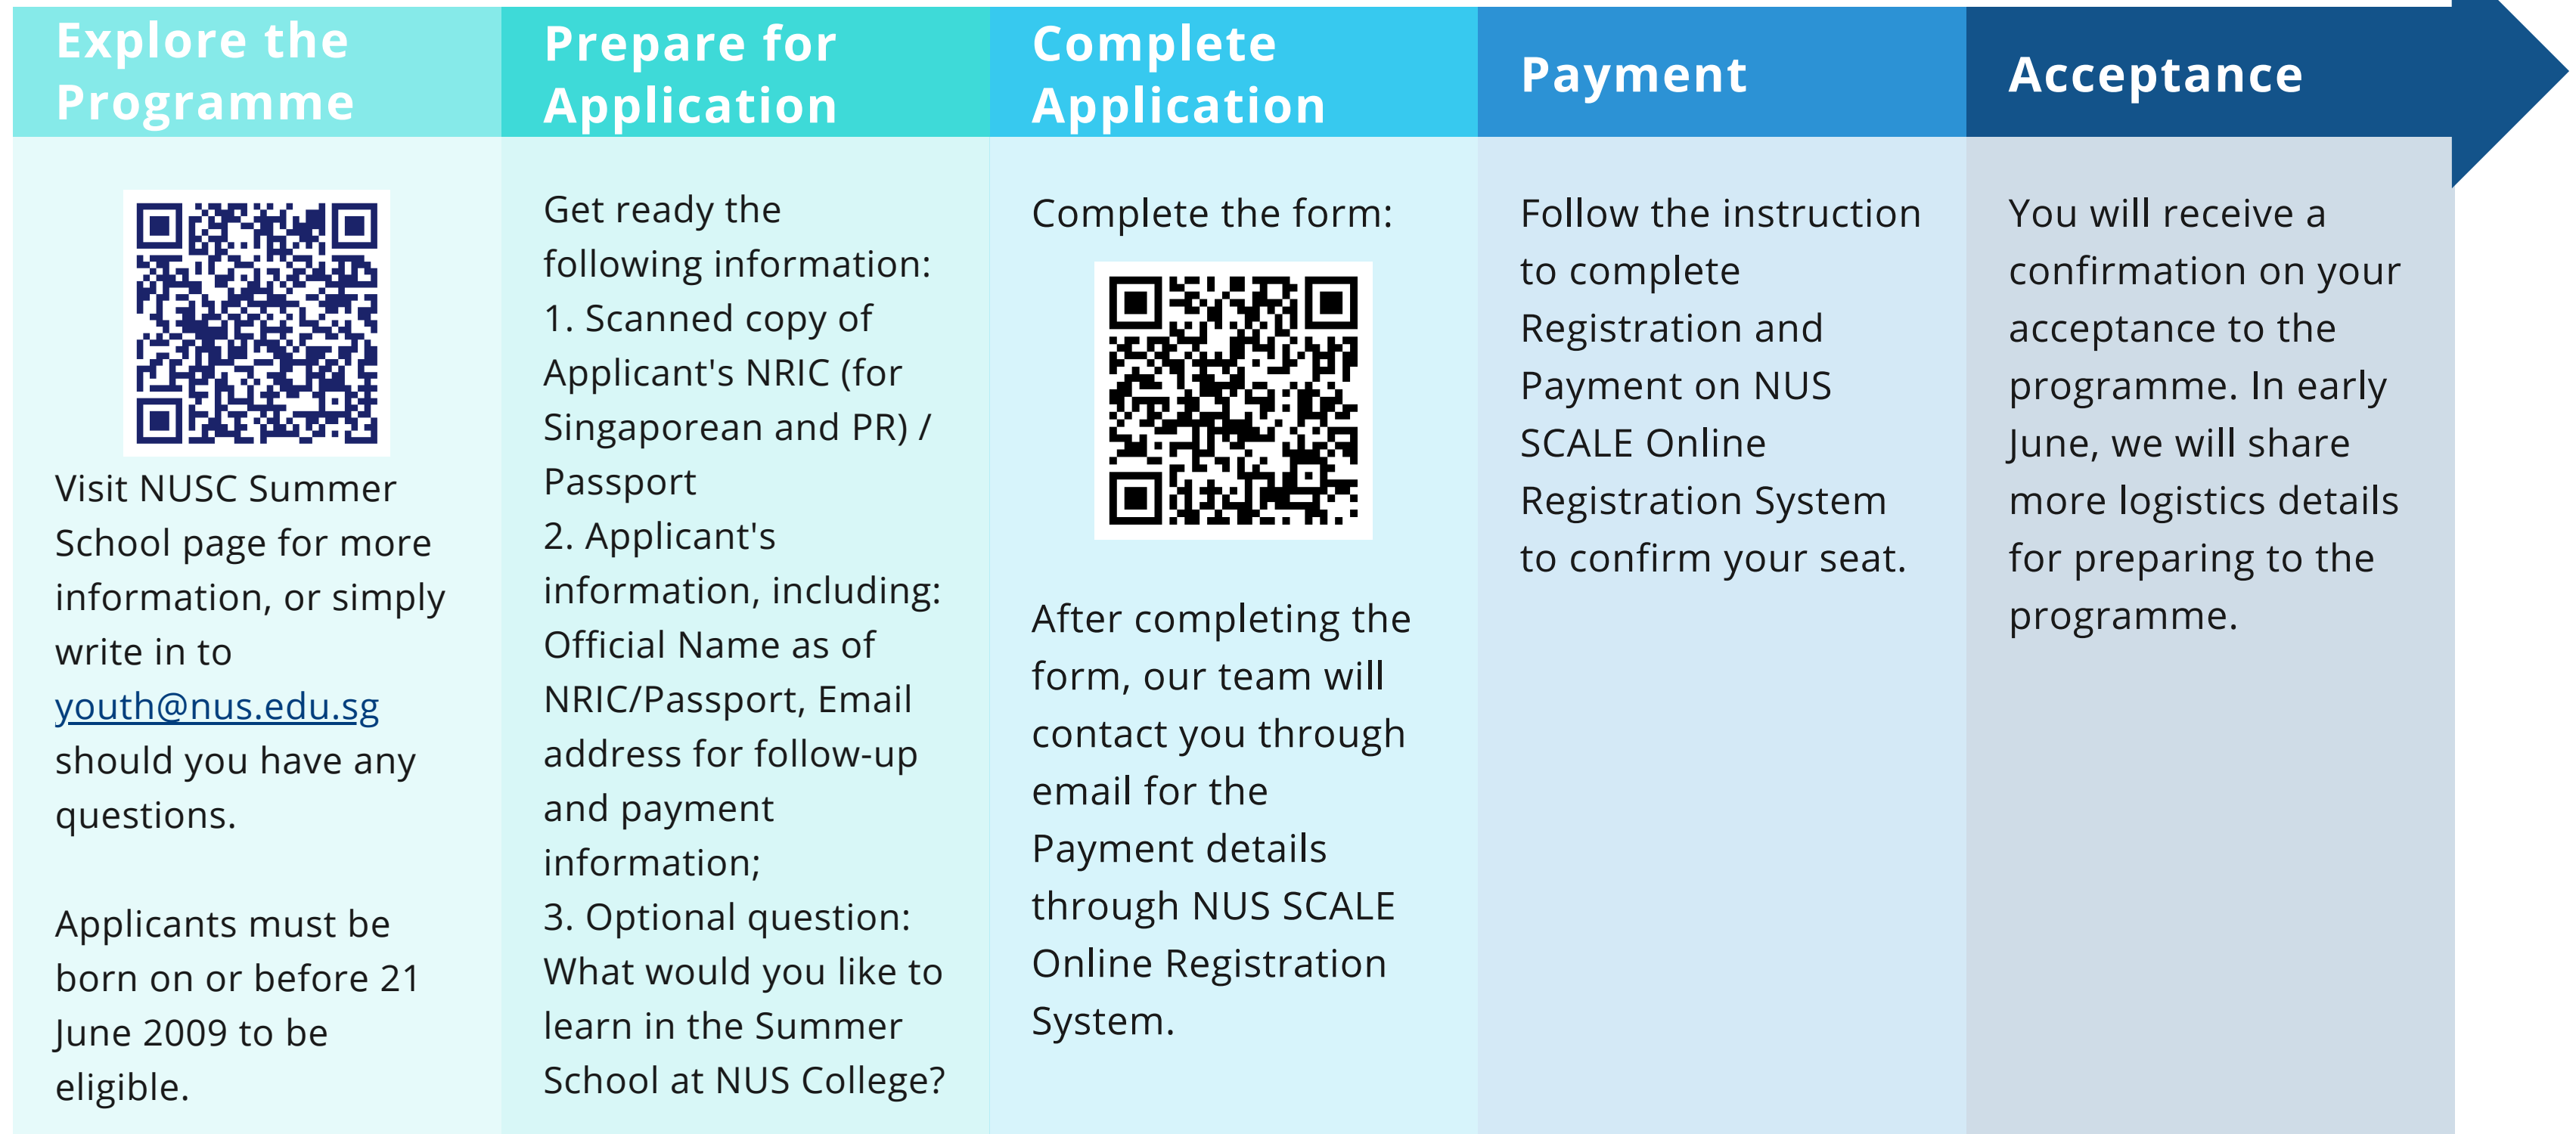 Explore the
Programme
Visit NUSC Summer
School page for more
information, or simply
write in to
youth@nus.edu.sg
should you have any
questions.
Applicants must be
born on or before 21
June 2009 to be
eligible.
Prepare for
Application
Get ready the
following information:
1. Scanned copy of
Applicant's NRIC (for
Singaporean and PR) /
Passport
2. Applicant's
information, including:
Official Name as of
NRIC/Passport, Email
address for follow-up
and payment
information;
3. Optional question:
What would you like to
learn in the Summer
School at NUS College?
Complete
Application
Complete the form:
After completing the
form, our team will
contact you through
email for the
Payment details
through NUS SCALE
Online Registration
System.
Payment
Follow the instruction
to complete
Registration and
Payment on NUS
SCALE Online
Registration System
to confirm your seat.
Acceptance
You will receive a
confirmation on your
acceptance to the
programme. In early
June, we will share
more logistics details
for preparing to the
programme.